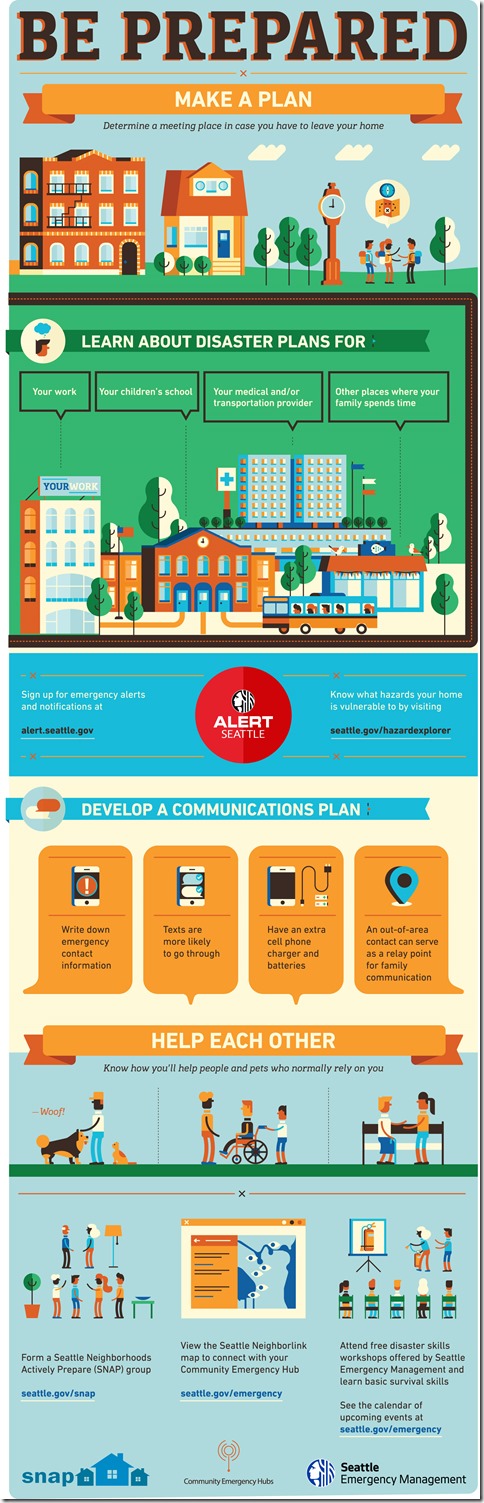 BE PREPARED
MAKE A PLAN
Determine a meeting place in case you have to leave your home
LEARN ABOUT DISASTER PLANS FOR
Your work
Your children's school
Your medical and/or
transportation provider
Other places where your
family spends time
YOURWORK
Sign up for emergency alerts
and notifications at
alert.seattle.gov
ALERT
SEATTLE
Know what hazards your home
is vulnerable to by visiting
seattle.gov/hazardexplorer
DEVELOP A COMMUNICATIONS PLAN
Write down
emergency
contact
information
Texts are
more likely
to go through
Have an extra
cell phone
charger and
batteries
An out-of-area
contact can serve
as a relay point
for family
communication
HELP EACH OTHER
Know how you'll help people and pets who normally rely on you
–Woof!
Form a Seattle Neighborhoods
Actively Prepare (SNAP) group
seattle.gov/snap
View the Seattle Neighborlink
map to connect with your
Community Emergency Hub
seattle.gov/emergency
Attend free disaster skills
workshops offered by Seattle
Emergency Management and
learn basic survival skills
See the calendar of
upcoming events at
seattle.gov/emergency
snap
Community Emergency Hubs
Seattle
Emergency Management